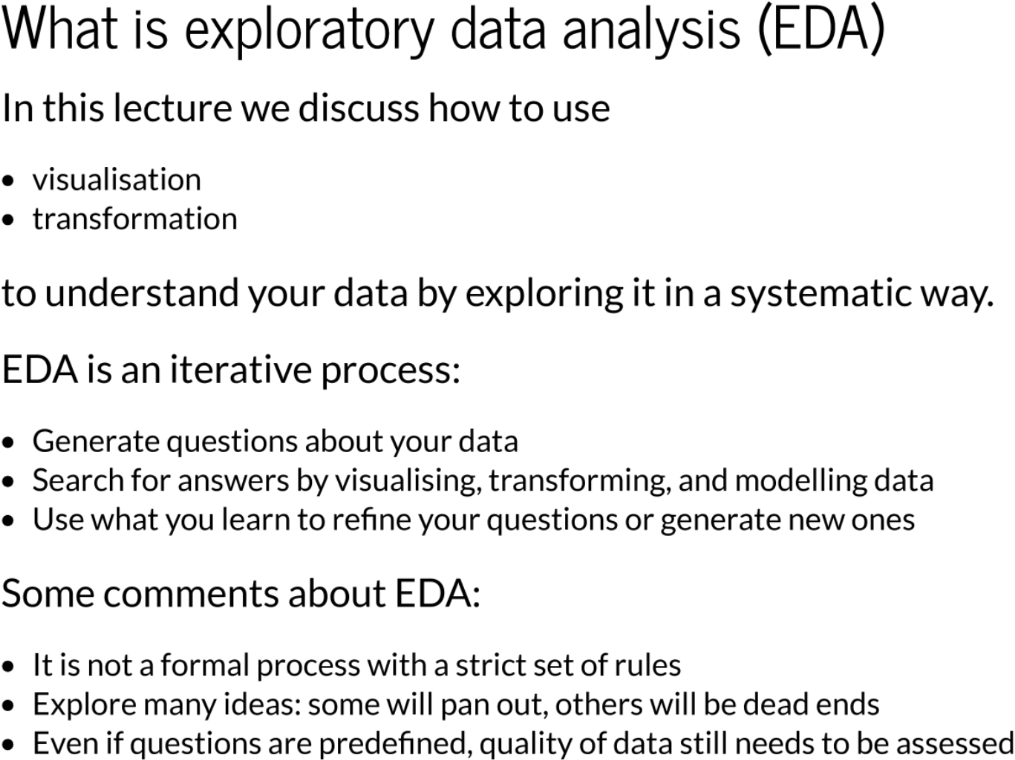 What is exploratory data analysis (EDA)
In this lecture we discuss how to use
• visualisation
• transformation
to understand your data by exploring it in a systematic way.
EDA is an iterative process:
• Generate questions about your data
• Search for answers by visualising, transforming, and modelling data
• Use what you learn to refine your questions or generate new ones
Some comments about EDA:
• It is not a formal process with a strict set of rules
• Explore many ideas: some will pan out, others will be dead ends
• Even if questions are predefined, quality of data still needs to be assessed